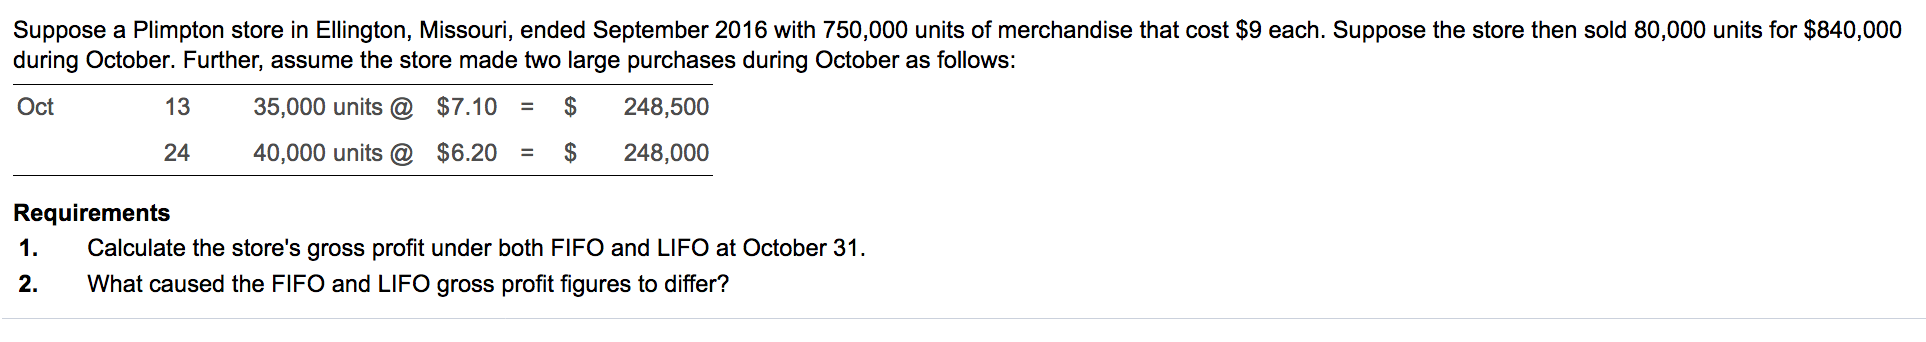 Suppose a Plimpton store in Ellington, Missouri, ended September 2016 with 750,000 units of merchandise that cost $9 each. Suppose the store then sold 80,000 units for $840,000
during October. Further, assume the store made two large purchases during October as follows:
Oct 13 35,000 units @ $7.10 = $ 248,500
24 40,000 units @ $6.20 = $ 248,000
Requirements
1. Calculate the store's gross profit under both FIFO and LIFO at October 31.
2. What caused the FIFO and LIFO gross profit figures to differ?